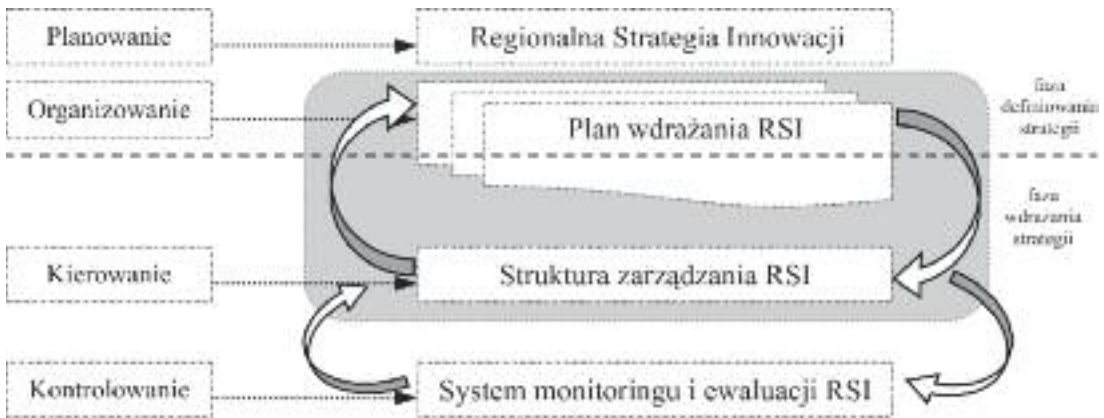 Planowanie
Regionalna Strategia Innowacji
Organizowanie
Plan wdrażania RSI
faza
definiowania
strategii
faza
wdrażania
strategii
Kierowanie
Struktura zarządzania RSI
Kontrolowanie
System monitoringu i ewaluacji RSI